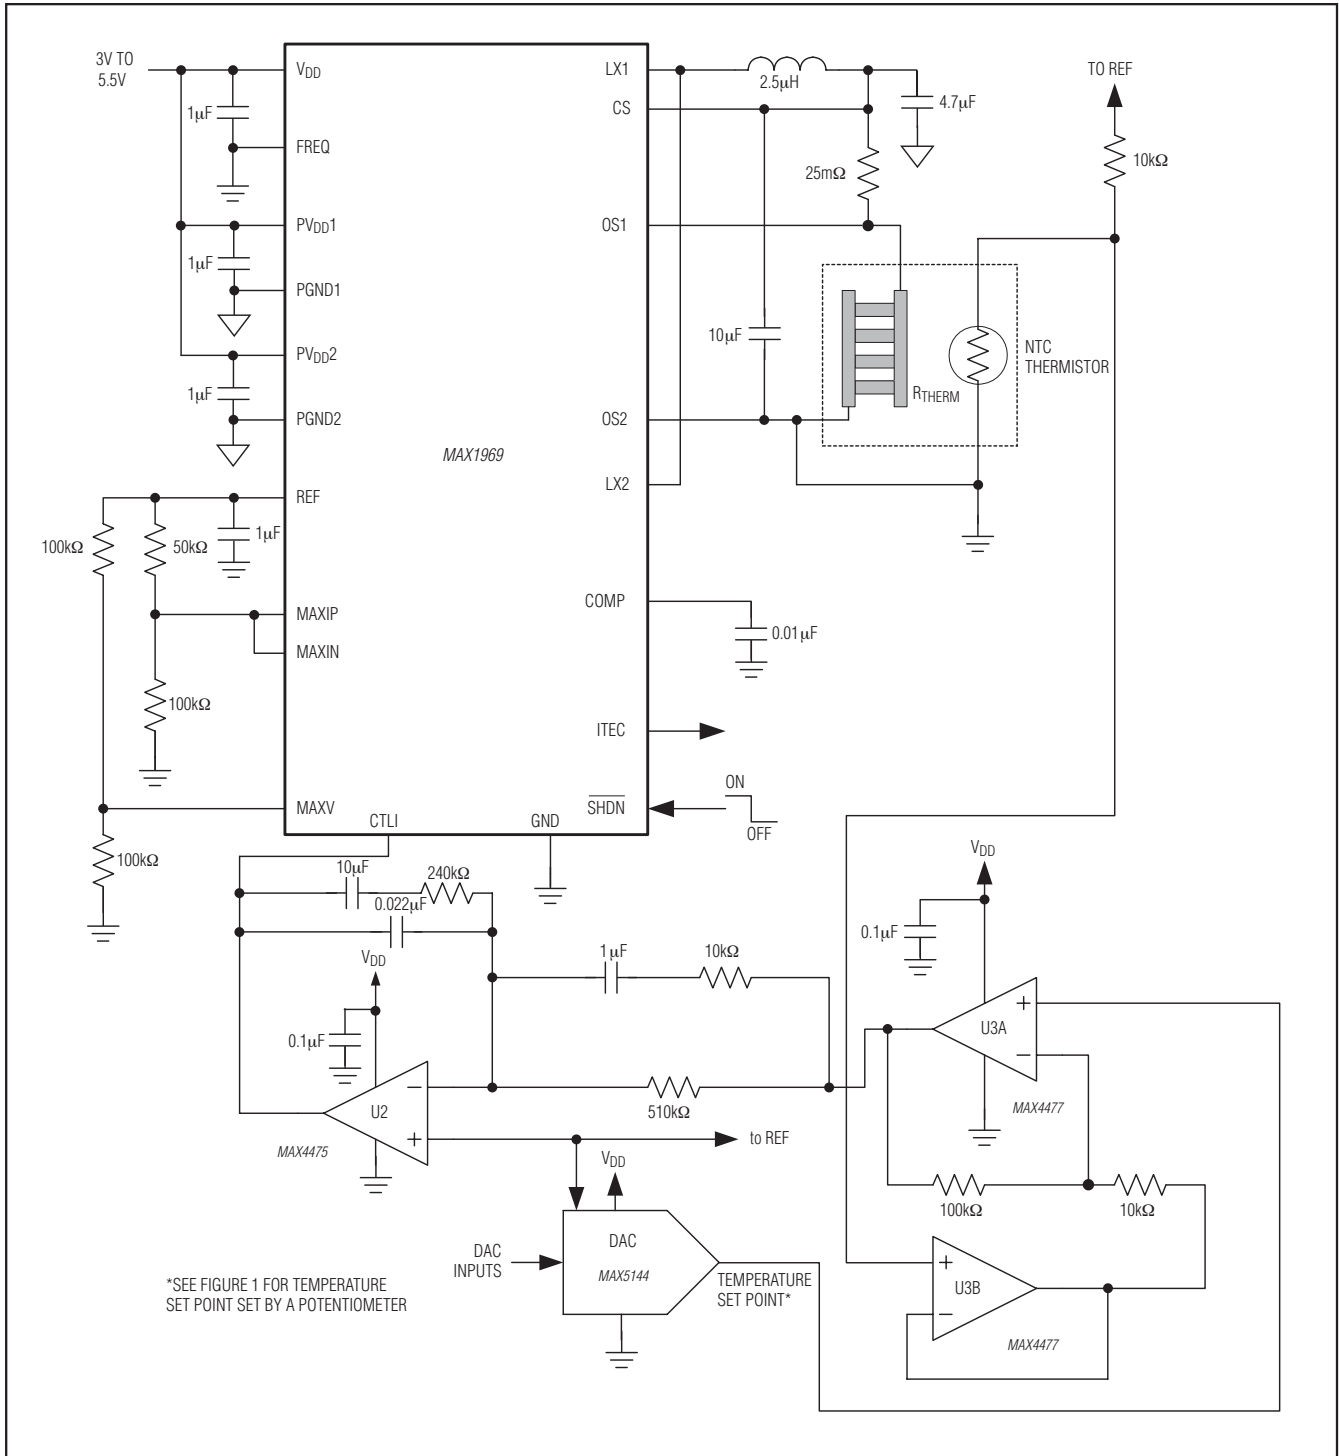 3V TO
5.5V
1µF
1µF
1µF
VDD
FREQ
PVDD1
PGND1
PVDD2
PGND2
REF
MAXIP
MAXIN
MAXV
CTLI
GND
MAX1969
LX1
CS
OS1
OS2
LX2
COMP
ITEC
SHDN
2.5µH
4.7µF
25mΩ
10µF
RTHERM
NTC
THERMISTOR
TO REF
10kΩ
100kΩ
50kΩ
1µF
100kΩ
100kΩ
0.01µF
ON
OFF
10µF
240kΩ
0.022µF
VDD
0.1µF
1µF
10kΩ
510kΩ
− 
U2
+
MAX4475
to REF
VDD
DAC
MAX5144
DAC
INPUTS
TEMPERATURE
SET POINT*
VDD
0.1µF
+
U3A
−
MAX4477
100kΩ
10kΩ
+
U3B
−
MAX4477
*SEE FIGURE 1 FOR TEMPERATURE
SET POINT SET BY A POTENTIOMETER